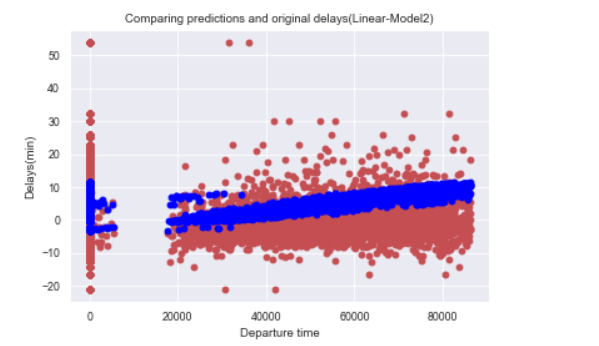 Comparing predictions and original delays(Linear-Model2)
50
40
30
20
10
0
−10
−20
Delays(min)
0 20000 40000 60000 80000
Departure time